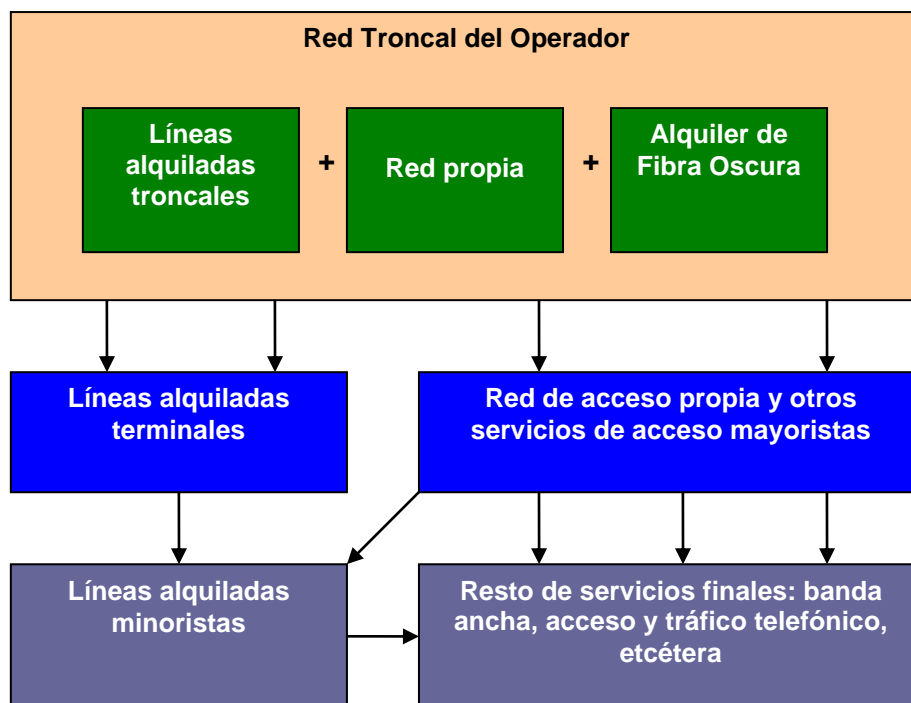 Red Troncal del Operador
Líneas
alquiladas
troncales
+
Red propia
+
Alquiler de
Fibra Oscura
Líneas alquiladas
terminales
Red de acceso propia y otros
servicios de acceso mayoristas
Líneas alquiladas
minoristas
Resto de servicios finales: banda
ancha, acceso y tráfico telefónico,
etcétera